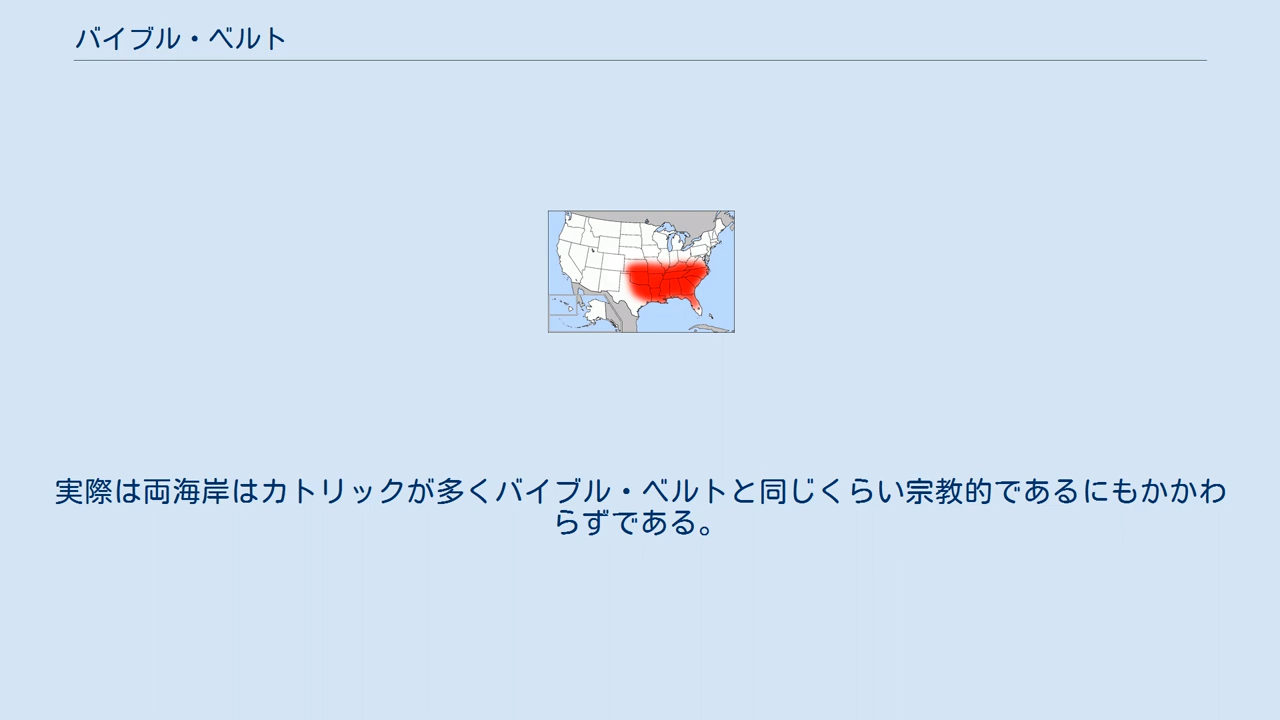 バイブル・ベルト
実際は両海岸はカトリックが多くバイブル・ベルトと同じくらい宗教的であるにもかかわ
らずである。